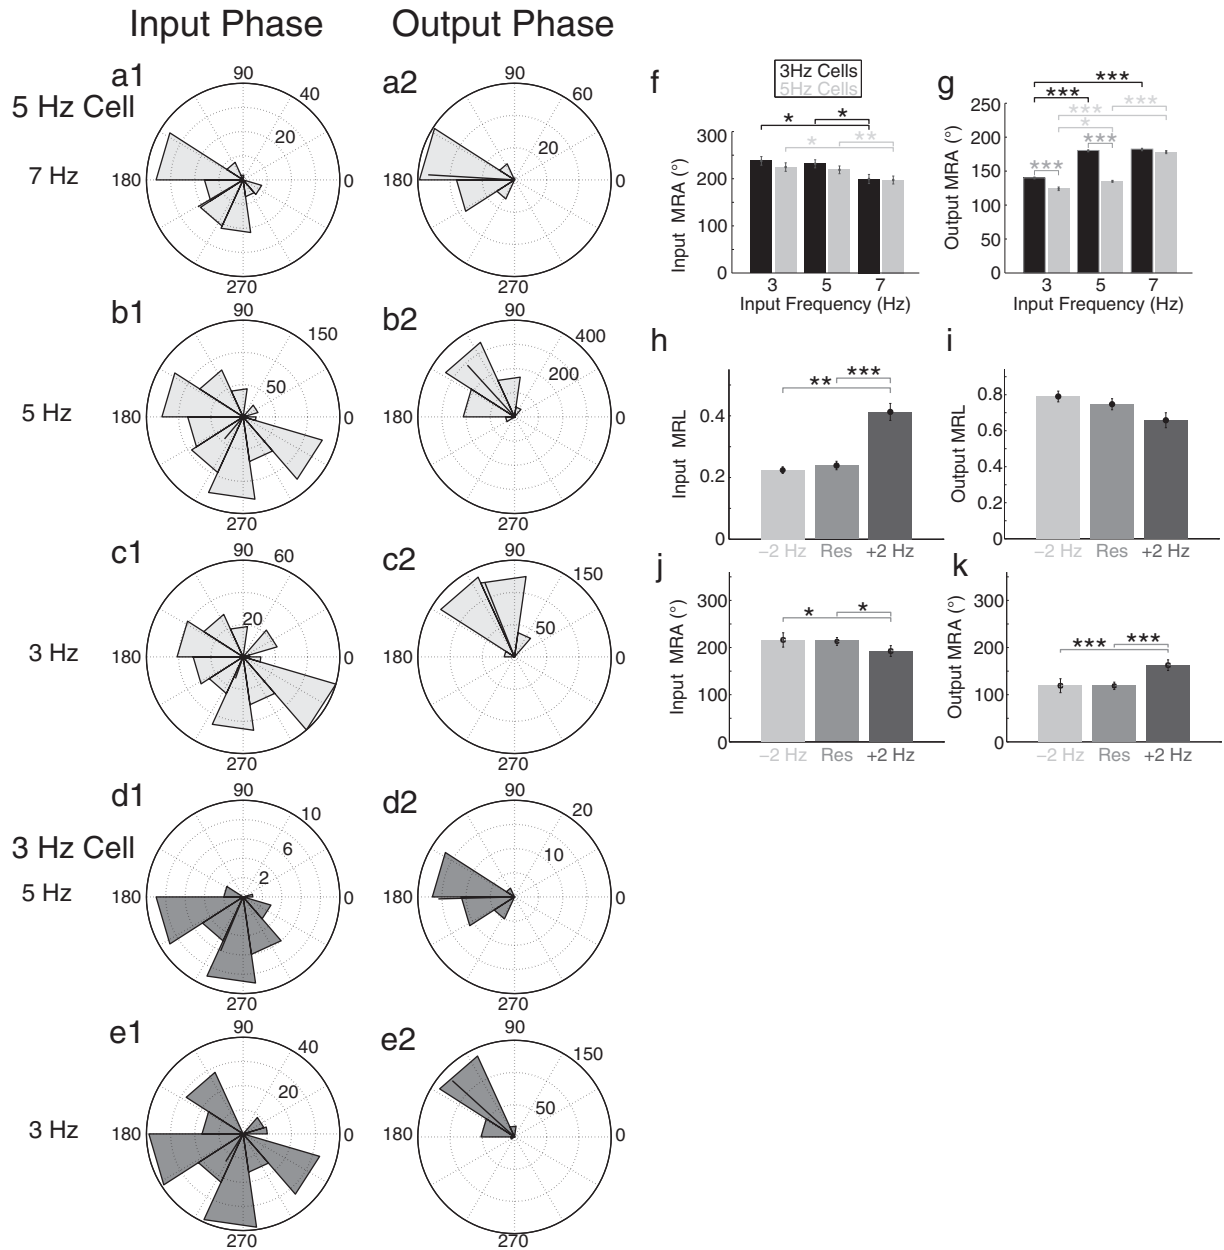 Input Phase
Output Phase
a1
5 Hz Cell
7 Hz
90
40
20
180
0
270
a2
90
60
20
180
0
270
b1
5 Hz
90
150
50
180
0
270
b2
90
400
200
180
0
270
c1
3 Hz
90
60
20
180
0
270
c2
90
150
50
180
0
270
d1
3 Hz Cell
5 Hz
90
10
6
2
180
0
270
d2
90
20
10
180
0
270
e1
3 Hz
90
40
20
180
0
270
e2
90
150
50
180
0
270
f
3Hz Cells
5Hz Cells
* *
* **
300
200
100
0
Input MRA (°)
3 5 7
Input Frequency (Hz)
g
***
***
*** ***
*
***
***
250
200
150
100
50
0
Output MRA (°)
3 5 7
Input Frequency (Hz)
h
** ***
0.4
0.2
0
Input MRL
−2 Hz Res +2 Hz
i
0.8
0.6
0.4
0.2
0
Output MRL
−2 Hz Res +2 Hz
j
* *
300
200
100
0
Input MRA (°)
−2 Hz Res +2 Hz
k
*** ***
300
200
100
0
Output MRA (°)
−2 Hz Res +2 Hz